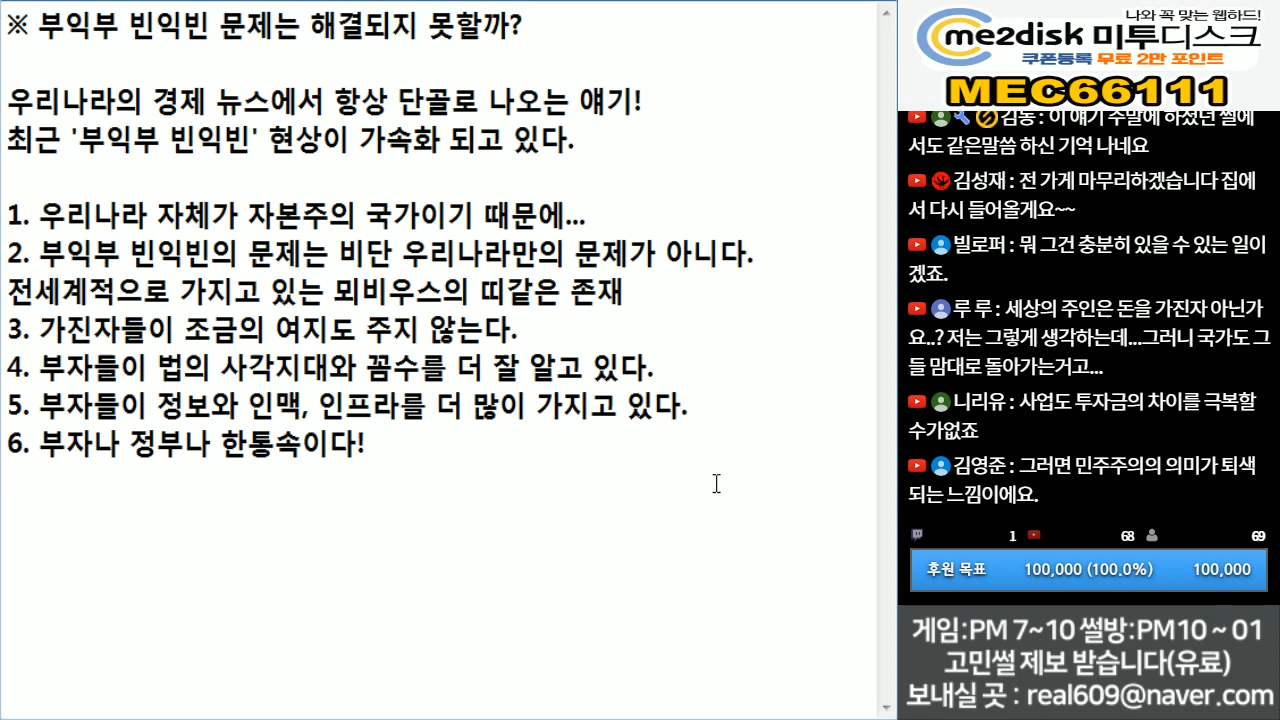 ※ 부익부 빈익빈 문제는 해결되지 못할까?
우리나라의 경제 뉴스에서 항상 단골로 나오는 얘기!
최근 '부익부 빈익빈' 현상이 가속화 되고 있다.
1. 우리나라 자체가 자본주의 국가이기 때문에...
2. 부익부 빈익빈의 문제는 비단 우리나라만의 문제가 아니다.
전세계적으로 가지고 있는 뫼비우스의 띠같은 존재
3. 가진자들이 조금의 여지도 주지 않는다.
4. 부자들이 법의 사각지대와 꼼수를 더 잘 알고 있다.
5. 부자들이 정보와 인맥, 인프라를 더 많이 가지고 있다.
6. 부자나 정부나 한통속이다!
나와 꼭 맞는 웹하드!
me2disk 미투디스크
쿠폰등록 무료 2만 포인트
MEC66111
김동 : 이 얘기 주말에 하셨던 썰에
서도 같은말씀 하신 기억 나네요
김성재 : 전 가게 마무리하겠습니다 집에
서 다시 들어올게요~~
빌로퍼 : 뭐 그건 충분히 있을 수 있는 일이
겠죠.
루 루 : 세상의 주인은 돈을 가진자 아닌가
요..? 저는 그렇게 생각하는데...그러니 국가도 그
들 맘대로 돌아가는거고...
니리유 : 사업도 투자금의 차이를 극복할
수가없죠
김영준 : 그러면 민주주의의 의미가 퇴색
되는 느낌이에요.
1 68 69
후원 목표 100,000 (100.0%) 100,000
게임:PM 7~10 썰방:PM10 ~ 01
고민썰 제보 받습니다(유료)
보내실 곳 : real609@naver.com